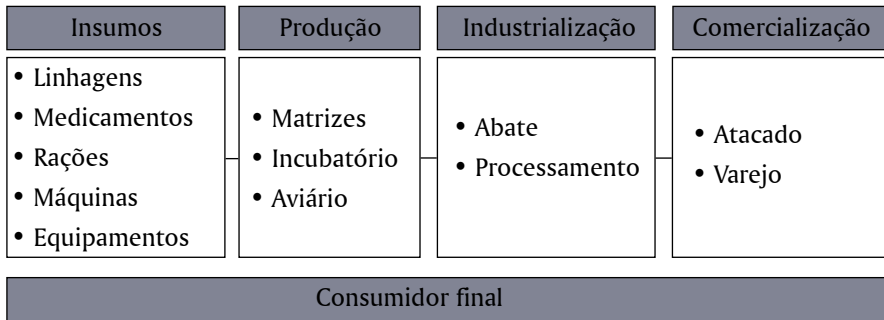 Insumos
• Linhagens
• Medicamentos
• Rações
• Máquinas
• Equipamentos
Produção
• Matrizes
• Incubatório
• Aviário
Industrialização
• Abate
• Processamento
Comercialização
• Atacado
• Varejo
Consumidor final